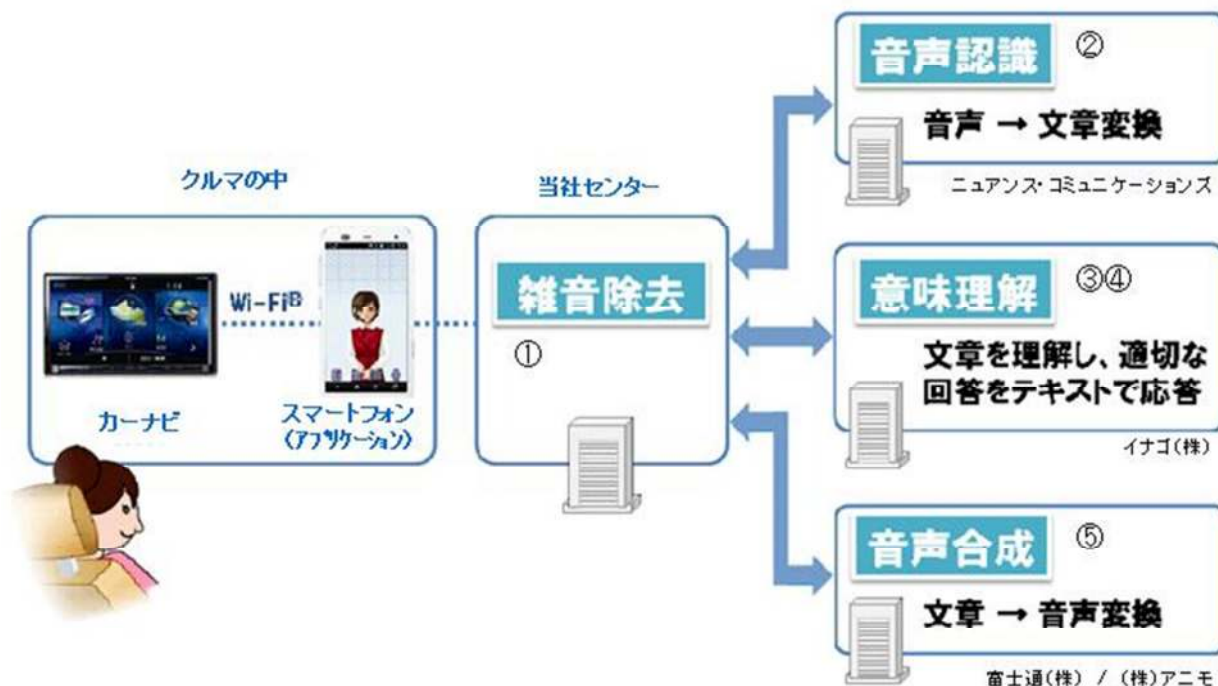 クルマの中
カーナビ
Wi-Fi®
スマートフォン
(アプリケーション)
当社センター
雑音除去
①
音声認識 ②
音声 → 文章変換
ニュアンス・コミュニケーションズ
意味理解 ③④
文章を理解し、適切な
回答をテキストで応答
イナゴ(株)
音声合成 ⑤
文章 → 音声変換
富士通(株) / (株)アニモ